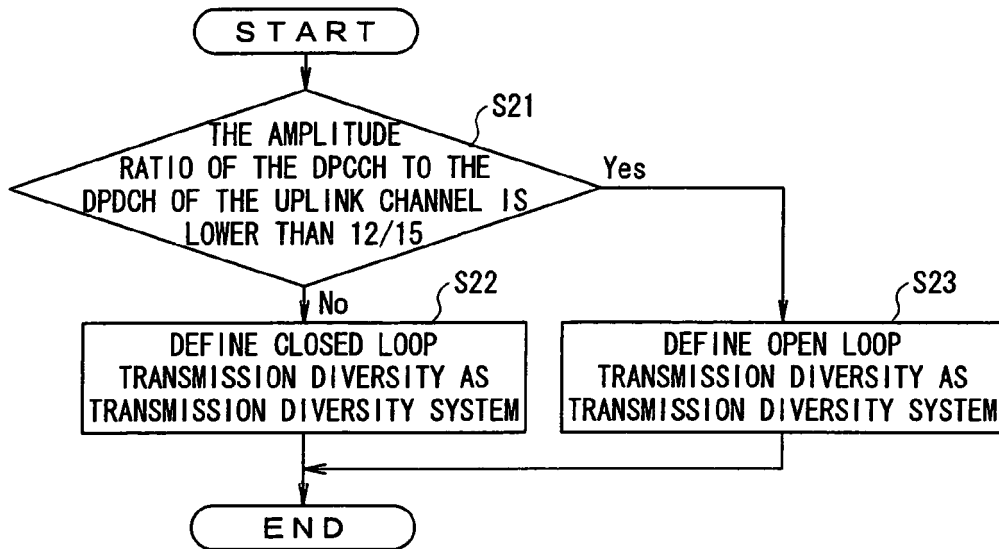 START
S21
THE AMPLITUDE
RATIO OF THE DPCCH TO THE
DPDCH OF THE UPLINK CHANNEL IS
LOWER THAN 12/15
Yes
No
S22
DEFINE CLOSED LOOP
TRANSMISSION DIVERSITY AS
TRANSMISSION DIVERSITY SYSTEM
S23
DEFINE OPEN LOOP
TRANSMISSION DIVERSITY AS
TRANSMISSION DIVERSITY SYSTEM
END